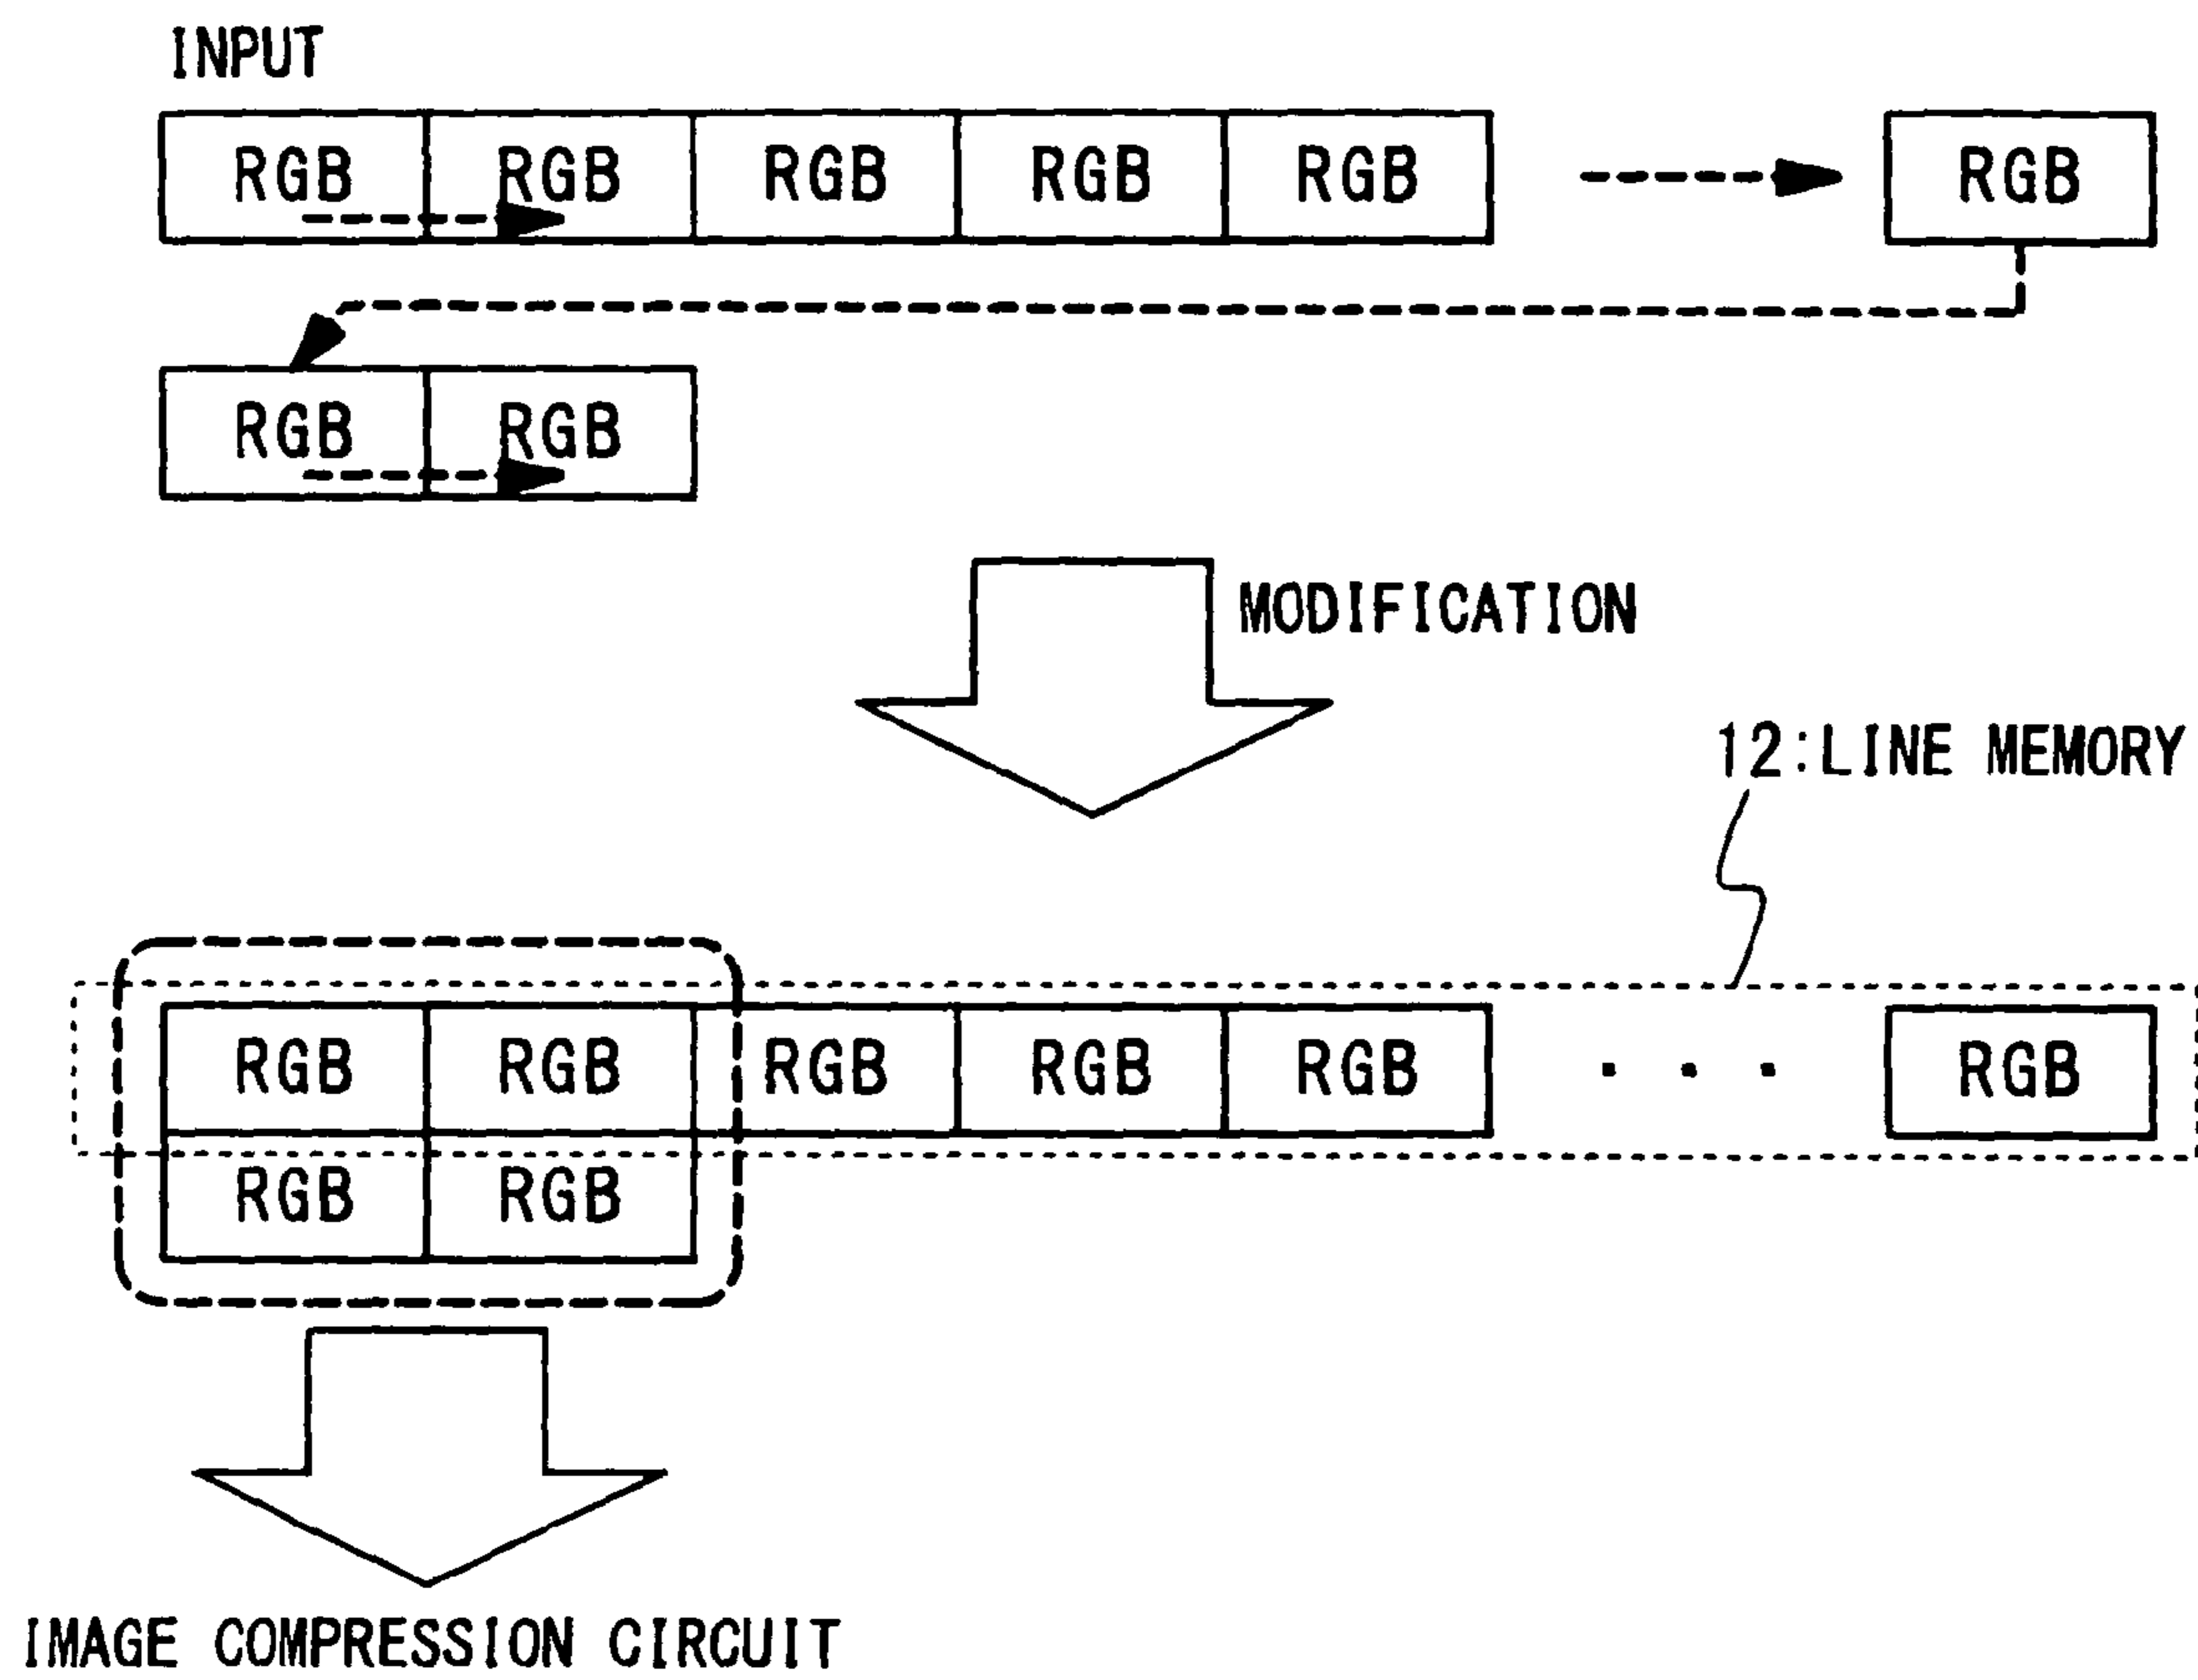 INPUT
RGB RGB RGB RGB RGB RGB
RGB RGB
MODIFICATION
12:LINE MEMORY
RGB RGB RGB RGB RGB . . . RGB
RGB RGB
IMAGE COMPRESSION CIRCUIT